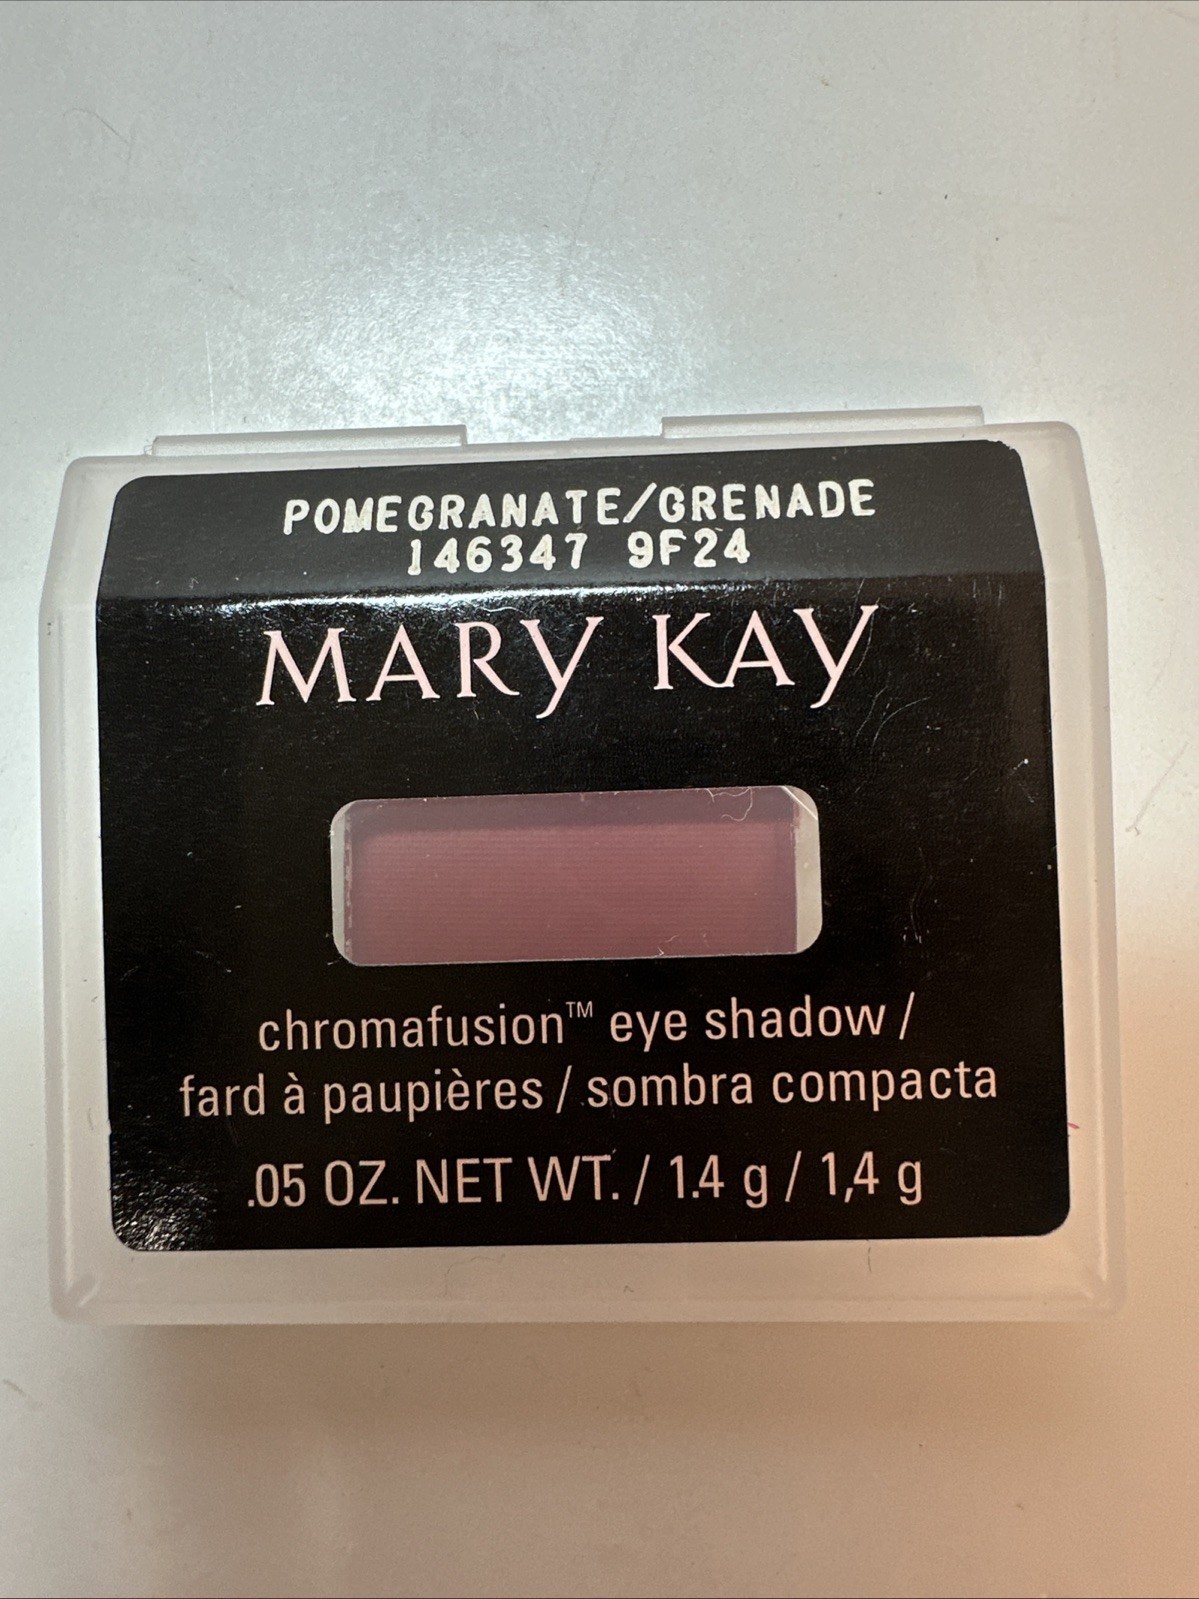 POMEGRANATE/GRENADE
146347 9F24
MARY KAY
chromafusion™ eye shadow /
fard à paupières / sombra compacta
.05 OZ. NET WT. / 1.4 g / 1,4 g